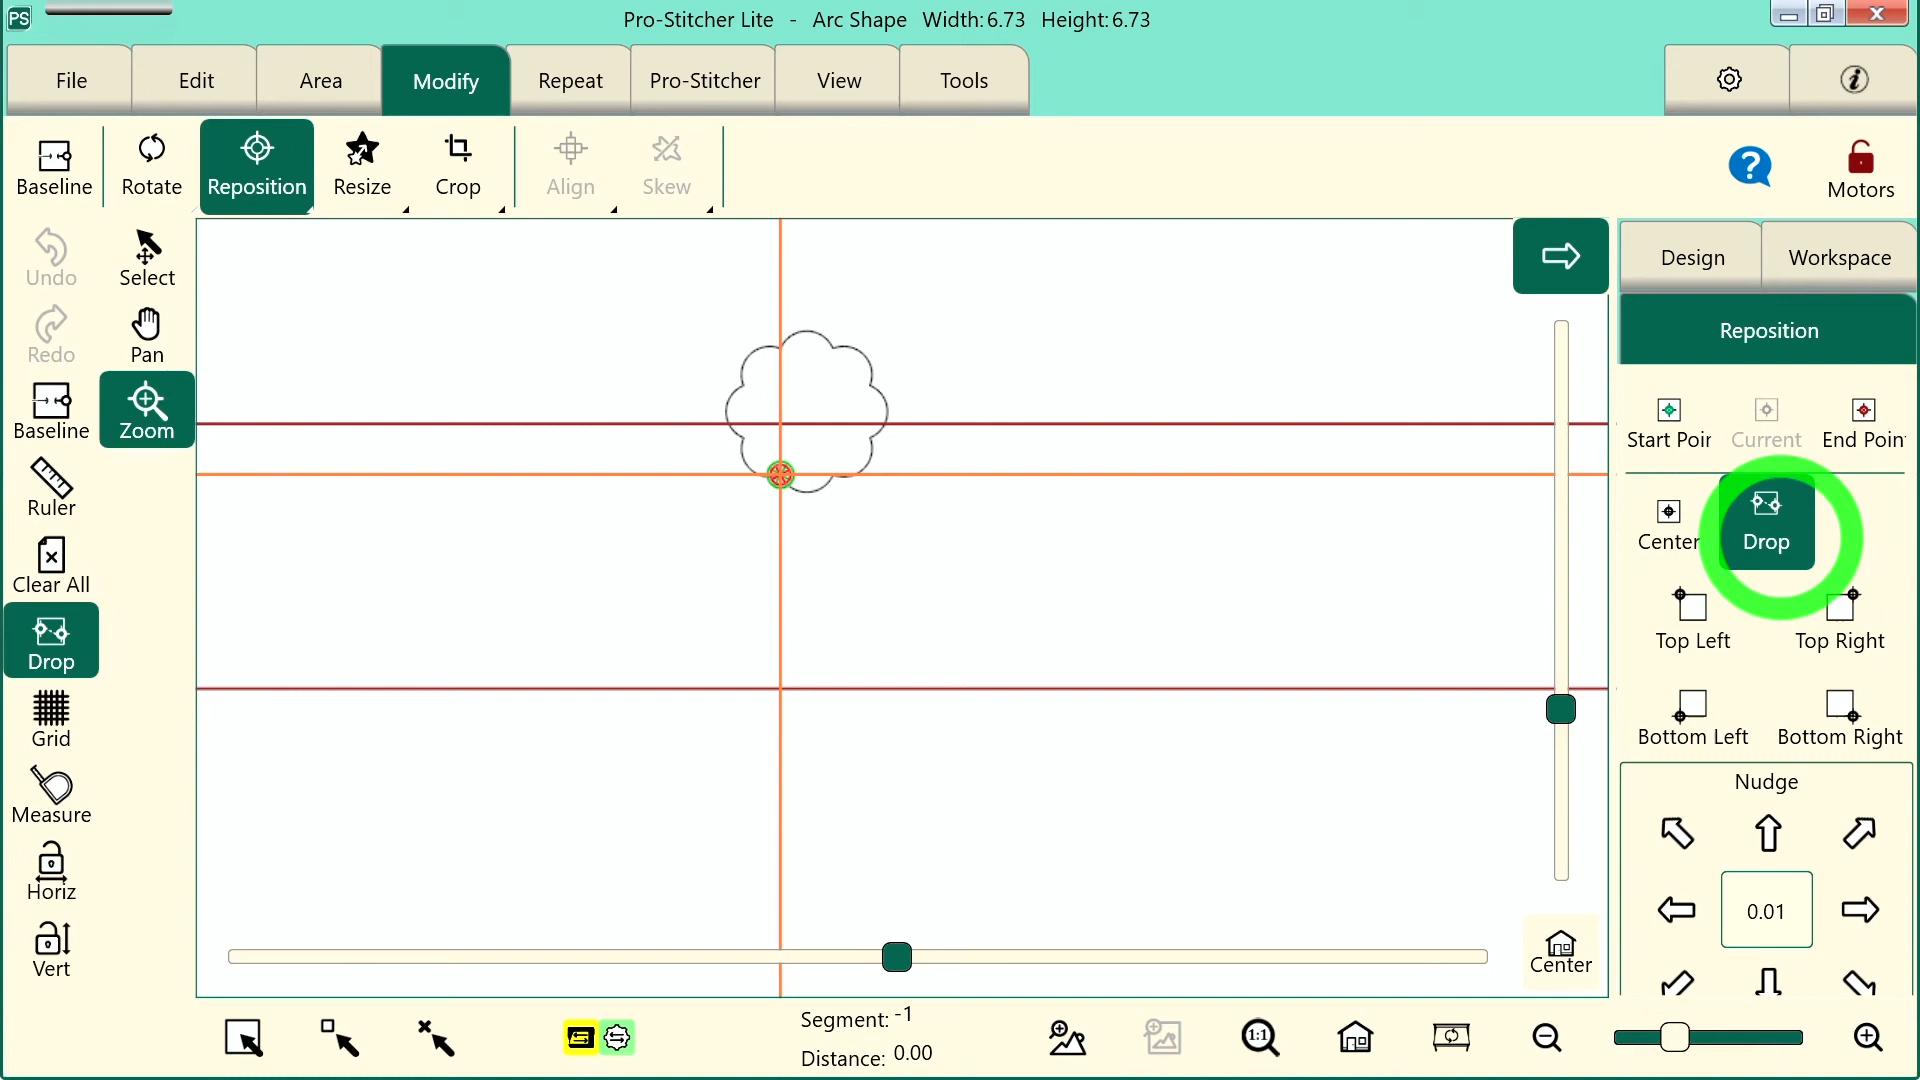 PS
Pro-Stitcher Lite - Arc Shape Width: 6.73 Height: 6.73
File Edit Area Modify Repeat Pro-Stitcher View Tools
Baseline Rotate Reposition Resize Crop Align Skew Motors
Undo Select
Design Workspace
Redo Pan
Reposition
Baseline Zoom
Start Poir Current End Poin
Ruler
Center Drop
Clear All
Drop
Top Left Top Right
Grid
Bottom Left Bottom Right
Measure
Nudge
Horiz
0.01
Vert
Center
Segment: -1
1:1
Distance: 0.00